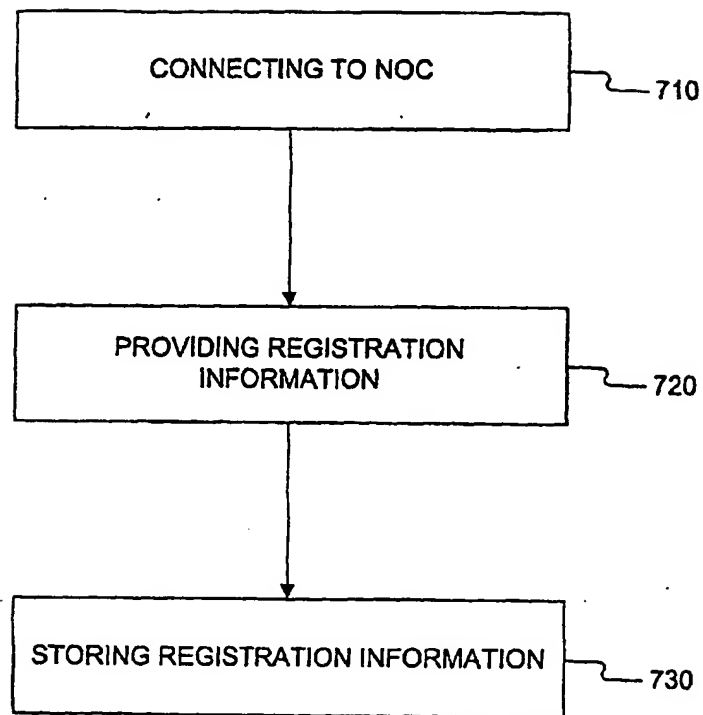 CONNECTING TO NOC
710
PROVIDING REGISTRATION
INFORMATION
720
STORING REGISTRATION INFORMATION
730